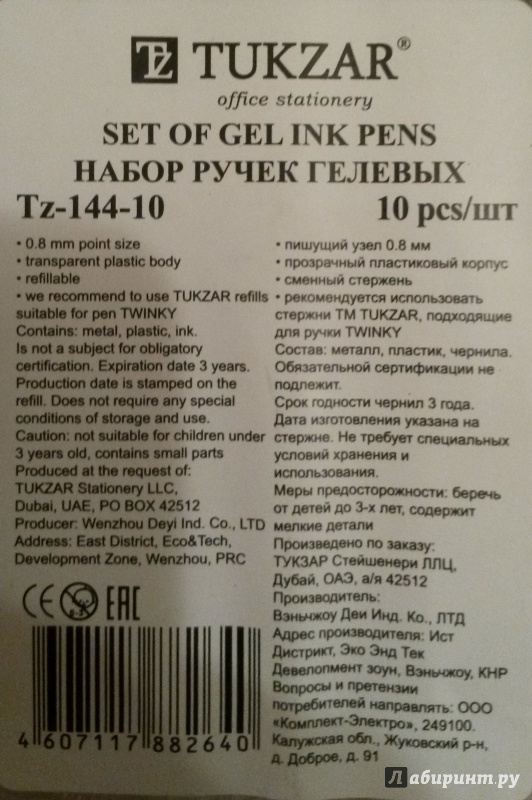 TZ TUKZAR®
office stationery
SET OF GEL INK PENS
НАБОР РУЧЕК ГЕЛЕВЫХ
Tz-144-10 10 pcs/шт
• 0.8 mm point size
• transparent plastic body
• refillable
• we recommend to use TUKZAR refills
suitable for pen TWINKY
Contains: metal, plastic, ink.
Is not a subject for obligatory
certification. Expiration date 3 years.
Production date is stamped on the
refill. Does not require any special
conditions of storage and use.
Caution: not suitable for children under
3 years old, contains small parts
Produced at the request of:
TUKZAR Stationery LLC,
Dubai, UAE, PO BOX 42512
Producer: Wenzhou Deyi Ind. Co., LTD
Address: East District, Eco&Tech,
Development Zone, Wenzhou, PRC
CE 0-3 EAC
4 607117 882640
• пишущий узел 0.8 мм
• прозрачный пластиковый корпус
• сменный стержень
• рекомендуется использовать
стержни ТМ TUKZAR, подходящие
для ручки TWINKY
Состав: металл, пластик, чернила.
Обязательной сертификации не
подлежит.
Срок годности чернил 3 года.
Дата изготовления указана на
стержне. Не требует специальных
условий хранения и
использования.
Меры предосторожности: беречь
от детей до 3-х лет, содержит
мелкие детали
Произведено по заказу:
ТУКЗАР Стейшенери ЛЛЦ,
Дубай, ОАЭ, а/я 42512
Производитель:
Вэньчжоу Деи Инд. Ко., ЛТД
Адрес производителя: Ист
Дистрикт, Эко Энд Тек
Девелопмент зоун, Вэньчжоу, КНР
Вопросы и претензии
потребителей направлять: ООО
«Комплект-Электро», 249100.
Калужская обл., Жуковский р-н,
д. Доброе, д. 91
Лабиринт.ру